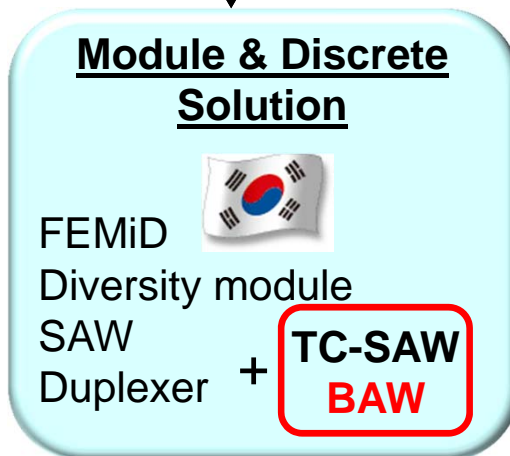 Module & Discrete
Solution
FEMiD
Diversity module
SAW
Duplexer +
TC-SAW
BAW